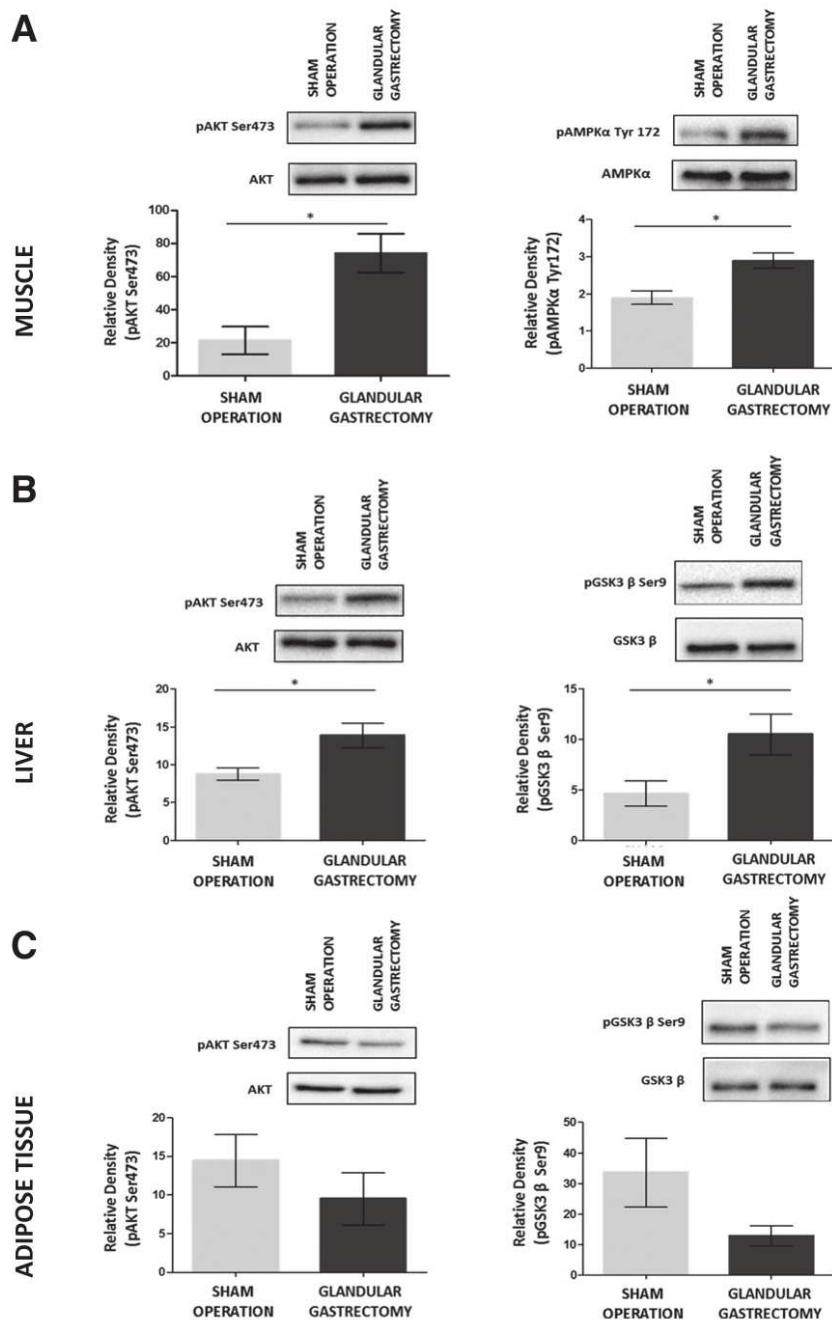 A
MUSCLE
SHAM
OPERATION
GLANDULAR
GASTRECTOMY
pAKT Ser473
AKT
Relative Density
(pAKT Ser473)
100
80
60
40
20
0
*
SHAM
OPERATION
GLANDULAR
GASTRECTOMY
SHAM
OPERATION
GLANDULAR
GASTRECTOMY
pAMPKα Tyr 172
AMPKα
Relative Density
(pAMPKα Tyr172)
4
3
2
1
0
*
SHAM
OPERATION
GLANDULAR
GASTRECTOMY
B
LIVER
SHAM
OPERATION
GLANDULAR
GASTRECTOMY
pAKT Ser473
AKT
Relative Density
(pAKT Ser473)
20
15
10
5
0
*
SHAM
OPERATION
GLANDULAR
GASTRECTOMY
SHAM
OPERATION
GLANDULAR
GASTRECTOMY
pGSK3 β Ser9
GSK3 β
Relative Density
(pGSK3 β Ser9)
15
10
5
0
*
SHAM
OPERATION
GLANDULAR
GASTRECTOMY
C
ADIPOSE TISSUE
SHAM
OPERATION
GLANDULAR
GASTRECTOMY
pAKT Ser473
AKT
Relative Density
(pAKT Ser473)
20
15
10
5
0
SHAM
OPERATION
GLANDULAR
GASTRECTOMY
SHAM
OPERATION
GLANDULAR
GASTRECTOMY
pGSK3 β Ser9
GSK3 β
Relative Density
(pGSK3 β Ser9)
50
40
30
20
10
0
SHAM
OPERATION
GLANDULAR
GASTRECTOMY